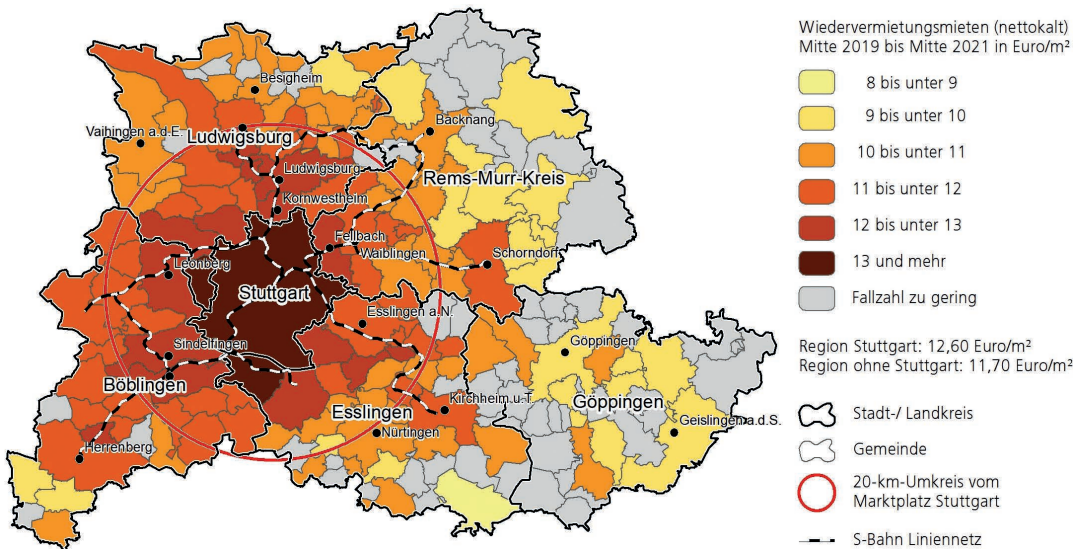 Besigheim
Backnang
Vaihingen a.d.E.
Ludwigsburg
Rems-Murr-Kreis
Ludwigsburg
Kornwestheim
Fellbach
Waiblingen
Schorndorf
Leonberg
Stuttgart
Esslingen a.N.
Sindelfingen
Göppingen
Böblingen
Esslingen
Kirchheim u.T.
Göppingen
Nürtingen
Geislingen a.d.S.
Herrenberg
Wiedervermietungsmieten (nettokalt)
Mitte 2019 bis Mitte 2021 in Euro/m²
8 bis unter 9
9 bis unter 10
10 bis unter 11
11 bis unter 12
12 bis unter 13
13 und mehr
Fallzahl zu gering
Region Stuttgart: 12,60 Euro/m²
Region ohne Stuttgart: 11,70 Euro/m²
Stadt-/ Landkreis
Gemeinde
20-km-Umkreis vom
Marktplatz Stuttgart
S-Bahn Liniennetz